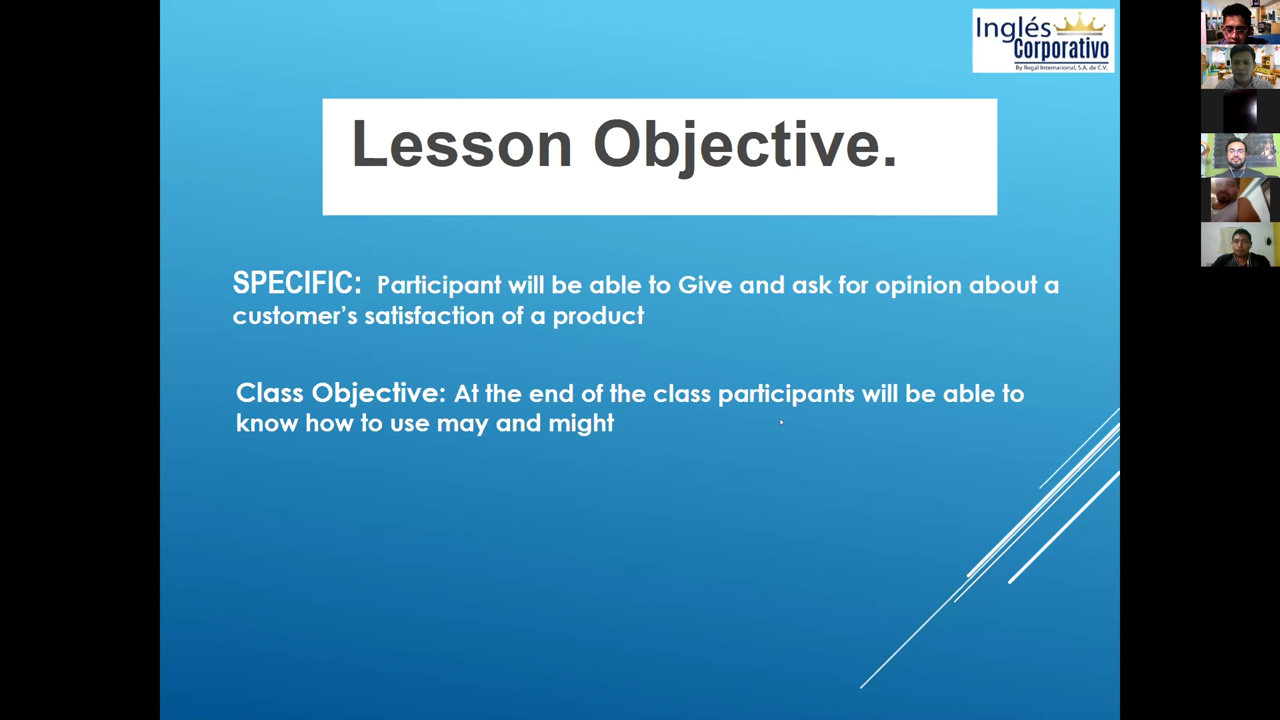 Inglés
Corporativo
By Regal International, S.A. de C.V.
Lesson Objective.
SPECIFIC: Participant will be able to Give and ask for opinion about a
customer’s satisfaction of a product
Class Objective: At the end of the class participants will be able to
know how to use may and might